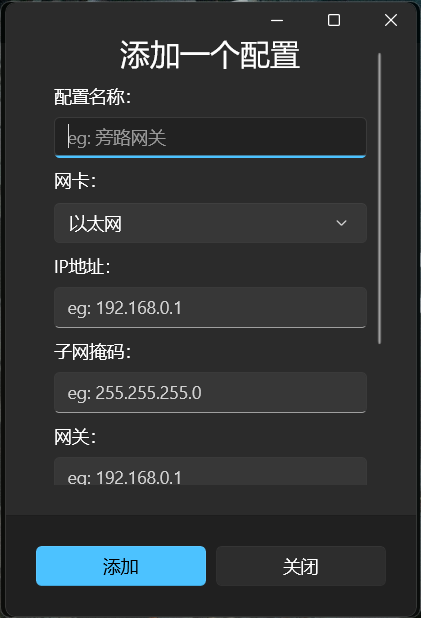 添加一个配置
配置名称:
eg: 旁路网关
网卡:
以太网
IP地址:
eg: 192.168.0.1
子网掩码:
eg: 255.255.255.0
网关:
eg: 192.168.0.1
添加
关闭